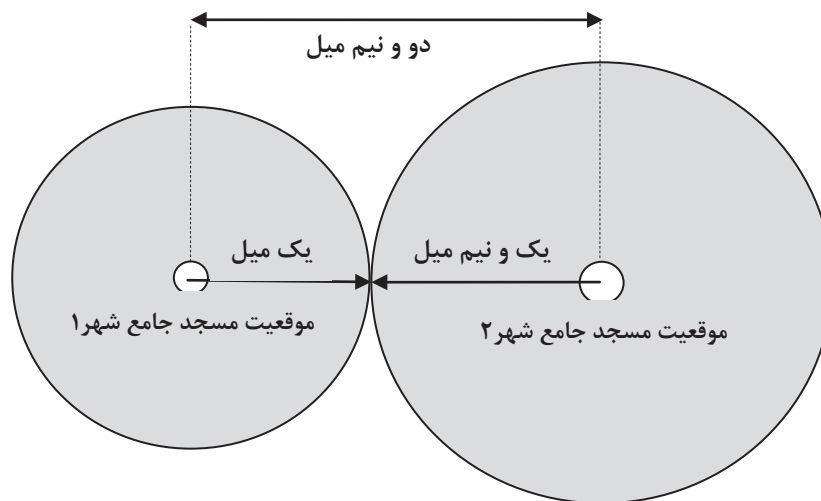 دو و نیم میل
یک و نیم میل
یک میل
موقعیت مسجد جامع شهر۲
موقعیت مسجد جامع شهر۱